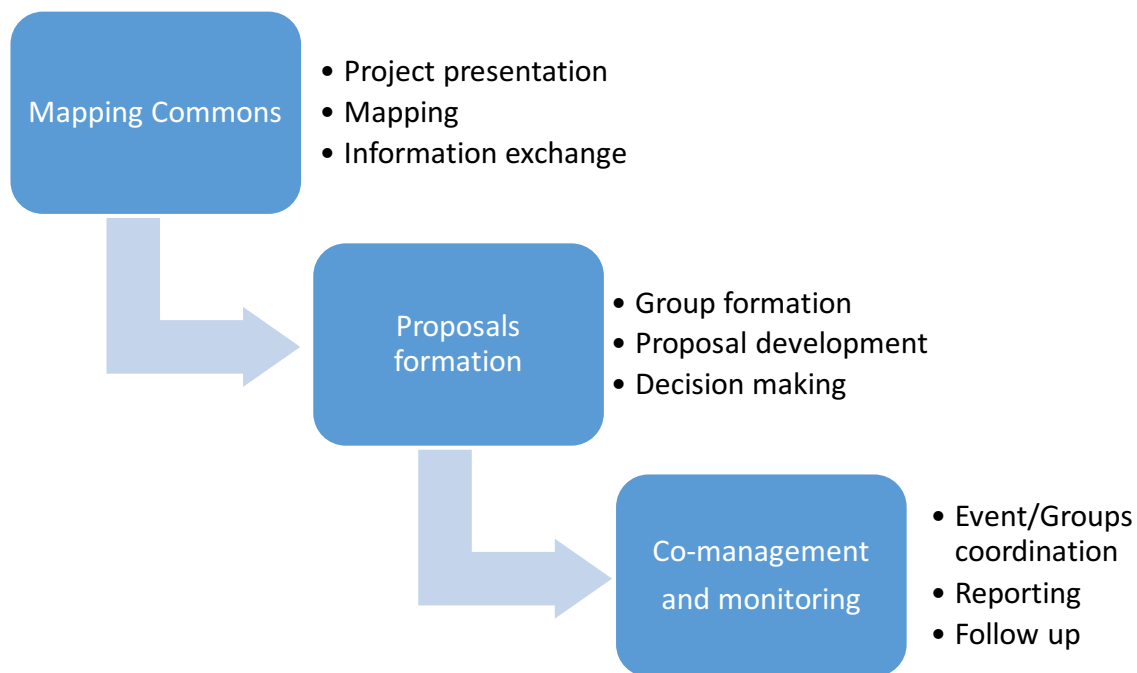 Mapping Commons
• Project presentation
• Mapping
• Information exchange
Proposals
formation
• Group formation
• Proposal development
• Decision making
Co-management
and monitoring
• Event/Groups
coordination
• Reporting
• Follow up